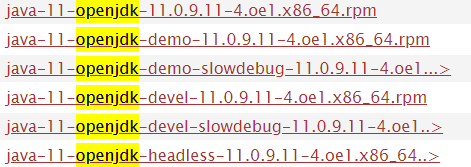 java-11-openjdk-11.0.9.11-4.oe1.x86_64.rpm
java-11-openjdk-demo-11.0.9.11-4.oe1.x86_64.rpm
java-11-openjdk-demo-slowdebug-11.0.9.11-4.oe1...>
java-11-openjdk-devel-11.0.9.11-4.oe1.x86_64.rpm
java-11-openjdk-devel-slowdebug-11.0.9.11-4.oe1..>
java-11-openjdk-headless-11.0.9.11-4.oe1.x86_64..>